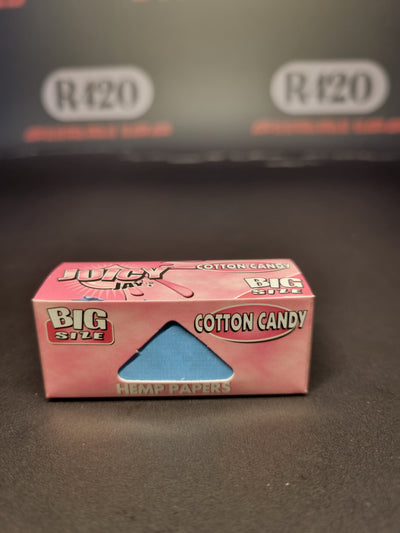 R420
R420
JUICY
JAY'S
COTTON CANDY
BIG
SIZE
BIG
SIZE
COTTON CANDY
HEMP PAPERS